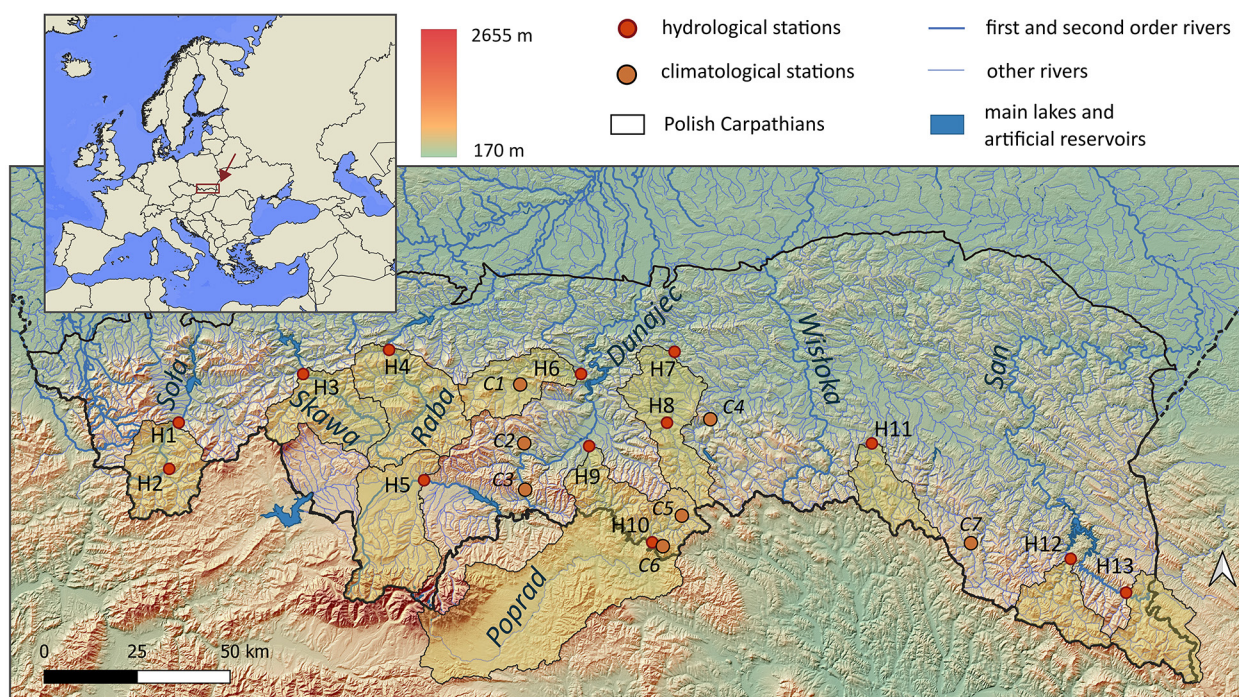 2655 m
170 m
hydrological stations
climatological stations
Polish Carpathians
first and second order rivers
other rivers
main lakes and
artificial reservoirs
Soła
Skawa
Raba
Dunajec
Wisłoka
San
Poprad
H1
H2
H3
H4
H5
H6
H7
H8
H9
H10
H11
H12
H13
C1
C2
C3
C4
C5
C6
C7
0 25 50 km